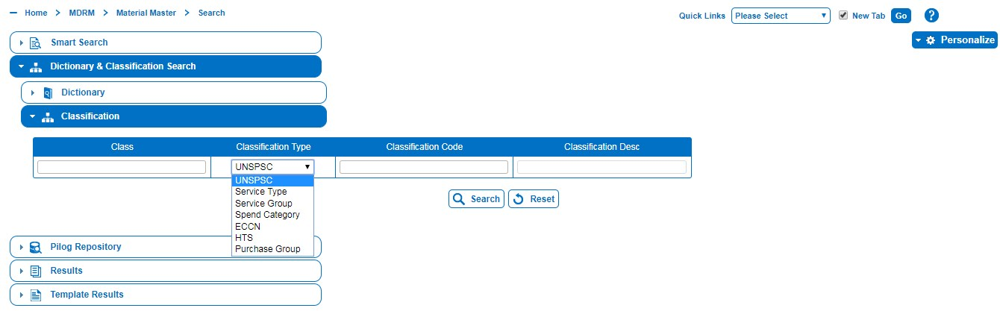 Home > MDRM > Material Master > Search
Quick Links Please Select New Tab Go ?
Smart Search
Personalize
Dictionary & Classification Search
Dictionary
Classification
Class Classification Type Classification Code Classification Desc
UNSPSC
UNSPSC
Service Type
Service Group
Search Reset
Spend Category
ECCN
HTS
Purchase Group
Pilog Repository
Results
Template Results